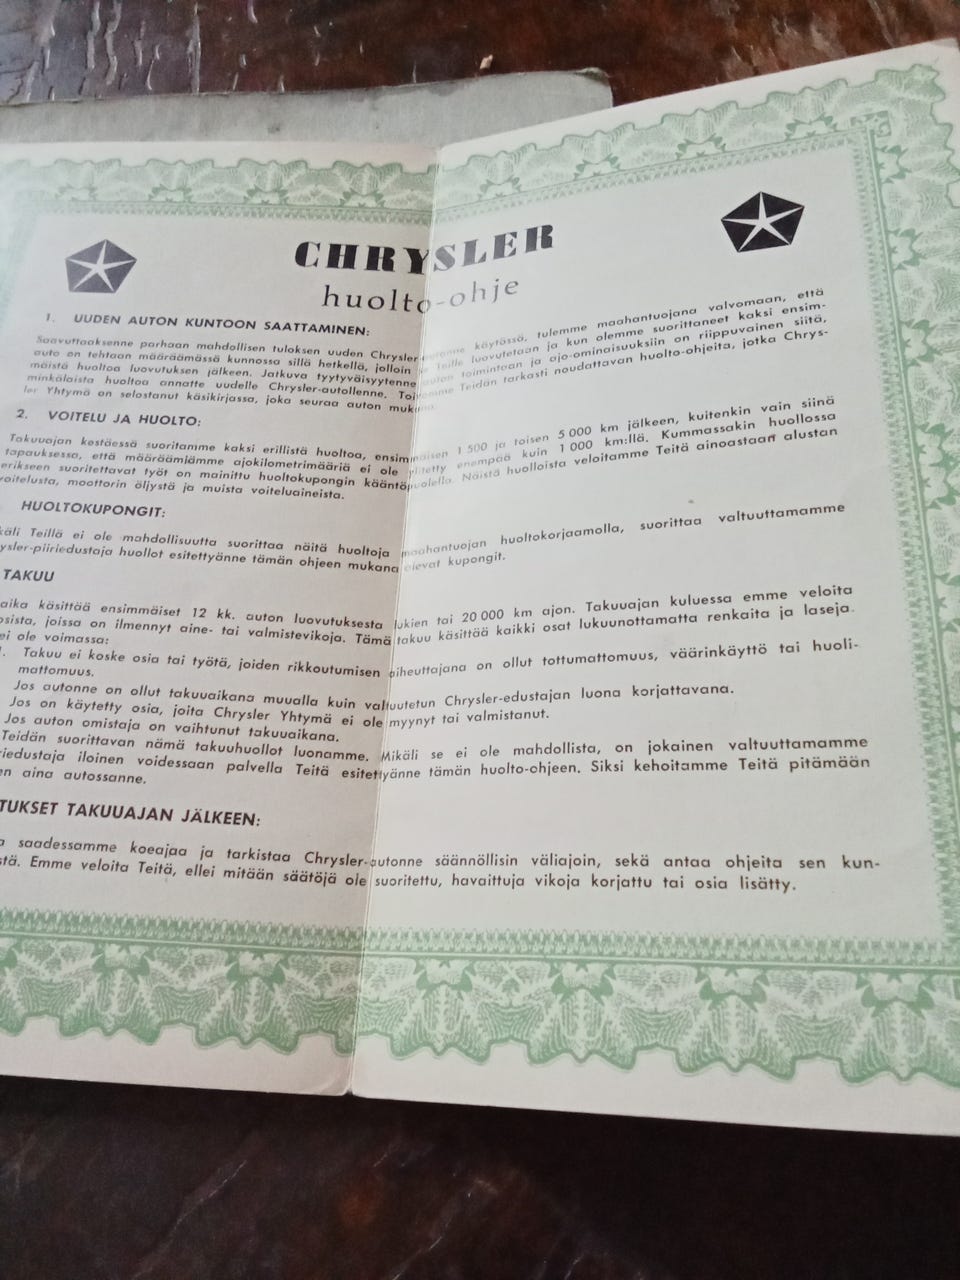 CHRYSLER
huolto-ohje
1. UUDEN AUTON KUNTOON SAATTAMINEN:
Saavuttaaksenne parhaan mahdollisen tuloksen uuden Chrysler-autonne käytössä, tulemme maahantuojana valvomaan, että
auto on tehtaan määräämässä kunnossa sillä hetkellä, jolloin se Teille luovutetaan ja kun olemme suorittaneet kaksi ensim-
mäistä huoltoa luovutuksen jälkeen. Jatkuva tyytyväisyytenne auton toimintaan ja ajo-ominaisuuksiin on riippuvainen siitä,
minkälaista huoltoa annatte uudelle Chrysler-autollenne. Toivomme Teidän tarkasti noudattavan huolto-ohjeita, jotka Chrys-
ler Yhtymä on selostanut käsikirjassa, joka seuraa auton mukana.
2. VOITELU JA HUOLTO:
Takuuajan kestäessä suoritamme kaksi erillistä huoltoa, ensimmäisen 1 500 ja toisen 5 000 km jälkeen, kuitenkin vain siinä
tapauksessa, että määräämiämme ajokilometrimääriä ei ole ylitetty enempää kuin 1 000 km:llä. Kummassakin huollossa
erikseen suoritettavat työt on mainittu huoltokupongin kääntöpuolella. Näistä huolloista veloitamme Teitä ainoastaan alustan
voitelusta, moottorin öljystä ja muista voiteluaineista.
HUOLTOKUPONGIT:
käli Teillä ei ole mahdollisuutta suorittaa näitä huoltoja maahantuojan huoltokorjaamolla, suorittaa valtuuttamamme
ysler-piiriedustaja huollot esitettyänne tämän ohjeen mukana olevat kupongit.
TAKUU
aika käsittää ensimmäiset 12 kk. auton luovutuksesta lukien tai 20 000 km ajon. Takuuajan kuluessa emme veloita
osista, joissa on ilmennyt aine- tai valmistevikoja. Tämä takuu käsittää kaikki osat lukuunottamatta renkaita ja laseja.
ei ole voimassa:
1. Takuu ei koske osia tai työtä, joiden rikkoutumisen aiheuttajana on ollut tottumattomuus, väärinkäyttö tai huoli-
mattomuus.
Jos autonne on ollut takuuaikana muualla kuin valtuutetun Chrysler-edustajan luona korjattavana.
Jos on käytetty osia, joita Chrysler Yhtymä ei ole myynyt tai valmistanut.
Jos auton omistaja on vaihtunut takuuaikana.
Teidän suorittavan nämä takuuhuollot luonamme. Mikäli se ei ole mahdollista, on jokainen valtuuttamamme
riedustaja iloinen voidessaan palvella Teitä esitettyänne tämän huolto-ohjeen. Siksi kehoitamme Teitä pitämään
en aina autossanne.
TUKSET TAKUUAJAN JÄLKEEN:
a saadessamme koeajaa ja tarkistaa Chrysler-autonne säännöllisin väliajoin, sekä antaa ohjeita sen kun-
stä. Emme veloita Teitä, ellei mitään säätöjä ole suoritettu, havaittuja vikoja korjattu tai osia lisätty.